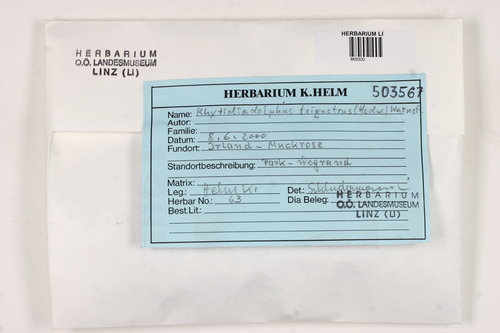 HERBARIUM
O.Ö. LANDESMUSEUM
LINZ (LI)
HERBARIUM LI
HERBARIUM K.HELM 503567
Name: Rhytidiadelphus triquetrus (Hedw.) Warnst.
Autor:
Familie:
Datum: 8.6.2000
Fundort: Irland - Muckrose
Standortbeschreibung: Park - Wegrand
Matrix:
Leg.: Det.: Schlüdermann
Herbar No.: 63 Dia Beleg:
Best.Lit.:
HERBARIUM
O.Ö. LANDESMUSEUM
LINZ (LI)